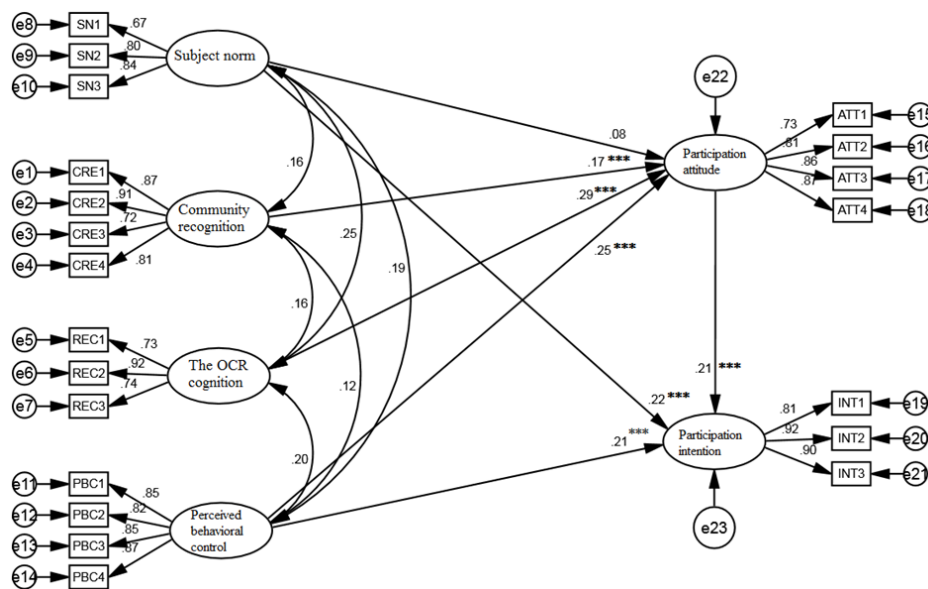 e8
SN1
.67
e9
SN2
.80
e10
SN3
.84
Subject norm
e22
e15
ATT1
.73
e16
ATT2
.81
e17
ATT3
.86
e18
ATT4
.87
Participation
attitude
.08
.17 ***
.29 ***
.25 ***
.16
e1
CRE1
.87
e2
CRE2
.91
e3
CRE3
.72
e4
CRE4
.81
Community
recognition
.25
.19
.16
e5
REC1
.73
e6
REC2
.92
e7
REC3
.74
The OCR
cognition
.12
.21 ***
.22 ***
.21 ***
.20
e19
INT1
.81
e20
INT2
.92
e21
INT3
.90
Participation
intention
e23
e11
PBC1
.85
e12
PBC2
.82
e13
PBC3
.85
e14
PBC4
.87
Perceived
behavioral
control